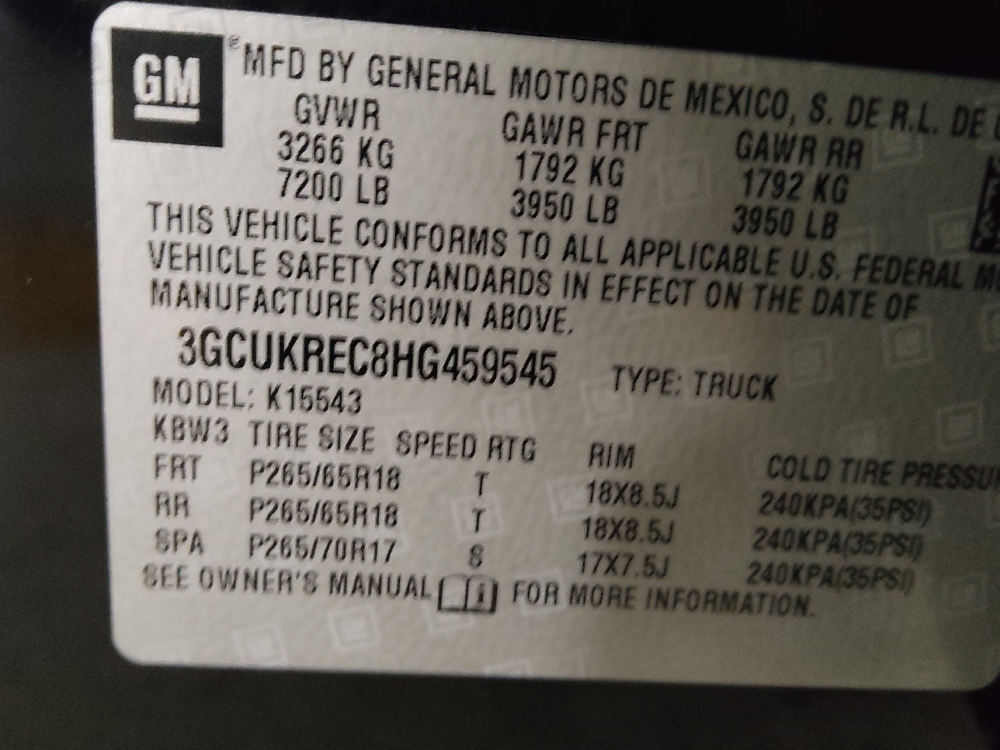 GM
® MFD BY GENERAL MOTORS DE MEXICO, S. DE R.L. DE
GVWR GAWR FRT GAWR RR
3266 KG 1792 KG 1792 KG
7200 LB 3950 LB 3950 LB
THIS VEHICLE CONFORMS TO ALL APPLICABLE U.S. FEDERAL
VEHICLE SAFETY STANDARDS IN EFFECT ON THE DATE OF
MANUFACTURE SHOWN ABOVE.
3GCUKREC8HG459545 TYPE: TRUCK
MODEL: K15543
KBW3 TIRE SIZE SPEED RTG RIM COLD TIRE PRESSU
FRT P265/65R18 T 18X8.5J 240KPA(35PSI)
RR P265/65R18 T 18X8.5J 240KPA(35PSI)
SPA P265/70R17 S 17X7.5J 240KPA(35PSI)
SEE OWNER'S MANUAL i FOR MORE INFORMATION.